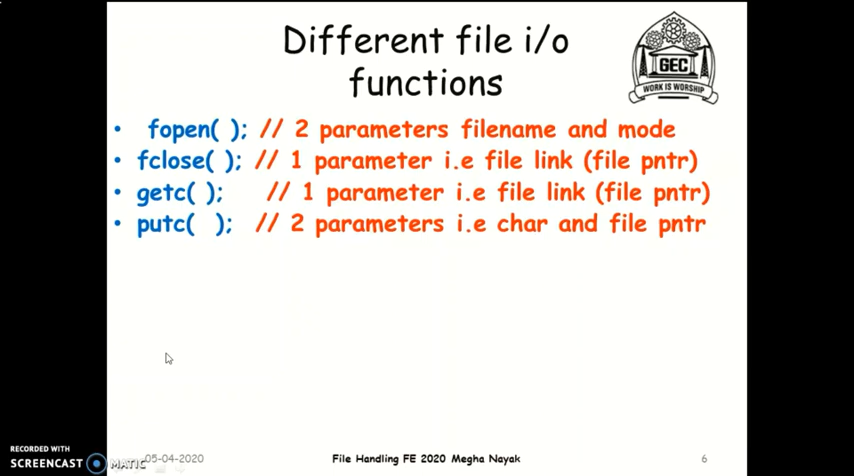 Different file i/o
functions
GEC
WORK IS WORSHIP
• fopen( ); // 2 parameters filename and mode
• fclose( ); // 1 parameter i.e file link (file pntr)
• getc( ); // 1 parameter i.e file link (file pntr)
• putc( ); // 2 parameters i.e char and file pntr
RECORDED WITH
SCREENCAST MATIC
05-04-2020
File Handling FE 2020 Megha Nayak
6